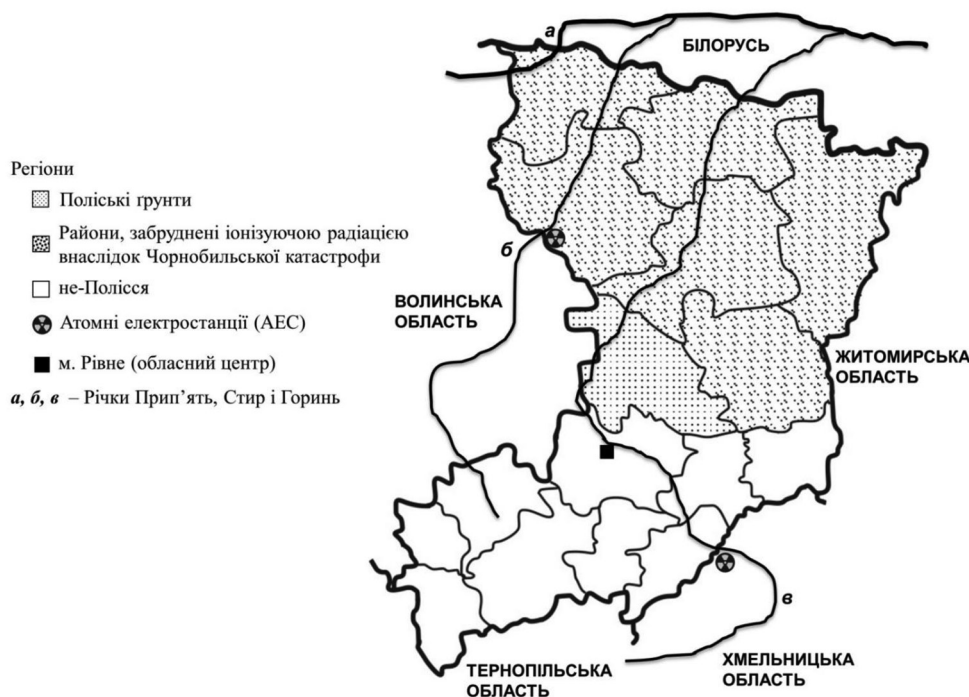 а
БІЛОРУСЬ
Регіони
Поліські ґрунти
Райони, забруднені іонізуючою радіацією
внаслідок Чорнобильської катастрофи
не-Полісся
Атомні електростанції (АЕС)
м. Рівне (обласний центр)
а, б, в – Річки Прип’ять, Стир і Горинь
б
ВОЛИНСЬКА
ОБЛАСТЬ
ЖИТОМИРСЬКА
ОБЛАСТЬ
в
ТЕРНОПІЛЬСЬКА
ОБЛАСТЬ
ХМЕЛЬНИЦЬКА
ОБЛАСТЬ